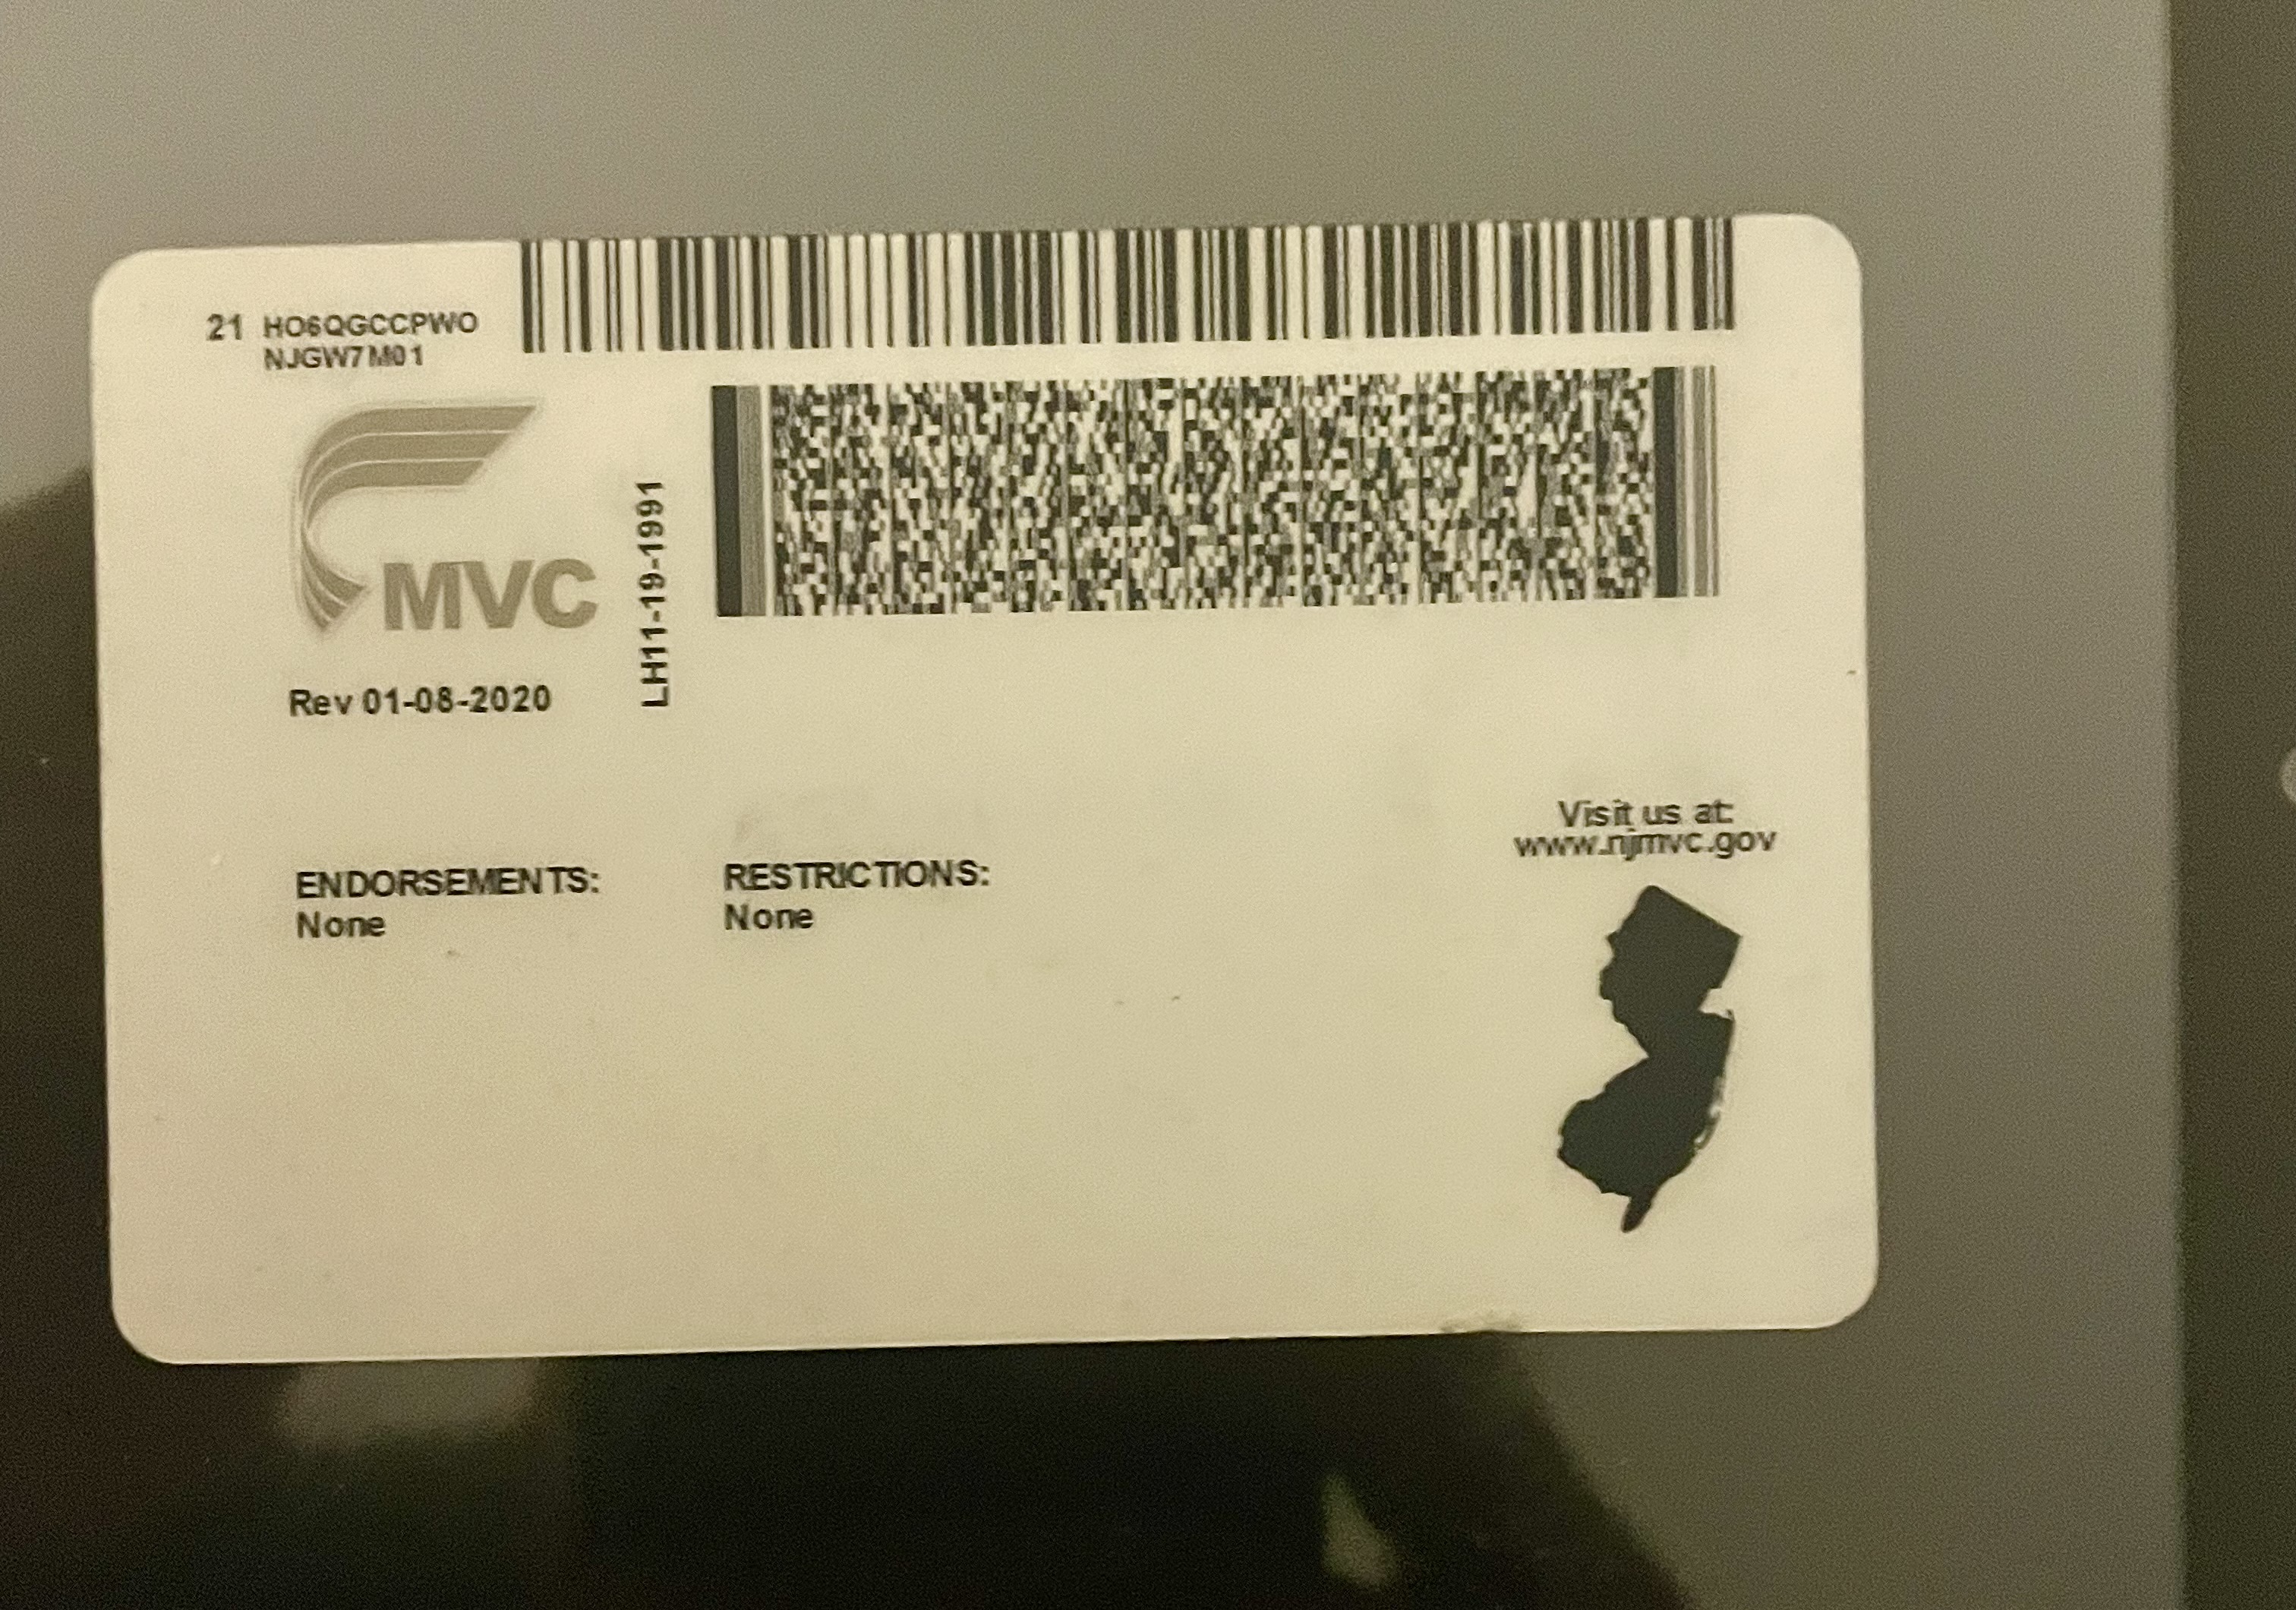 21 HO6QGCCPWO
NJGW7M01
MVC
LH11-19-1991
Rev 01-08-2020
ENDORSEMENTS:
None
RESTRICTIONS:
None
Visit us at:
www.njmvc.gov